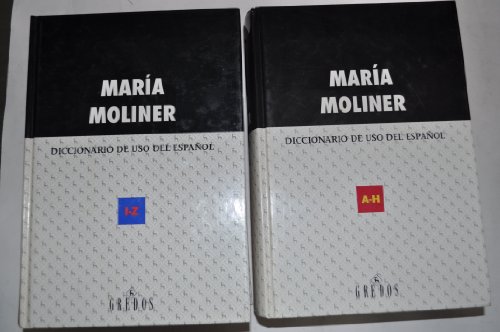 MARÍA
MOLINER
DICCIONARIO DE USO DEL ESPAÑOL
I-Z
GREDOS
MARÍA
MOLINER
DICCIONARIO DE USO DEL ESPAÑOL
A-H
GREDOS